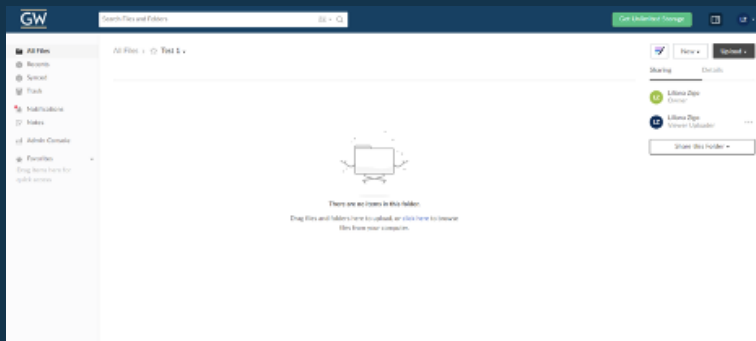 GW
Search Files and Folders
Get Unlimited Storage
LZ
All Files
Recents
Synced
Trash
Notifications
Notes
Admin Console
Favorites
Drag items here for
quick access
All Files
Test 1
New
Upload
Sharing
Details
LZ
Liliana Zigo
Owner
LZ
Liliana Zigo
Viewer Uploader
Share this Folder
There are no items in this folder.
Drag files and folders here to upload, or click here to browse
files from your computer.